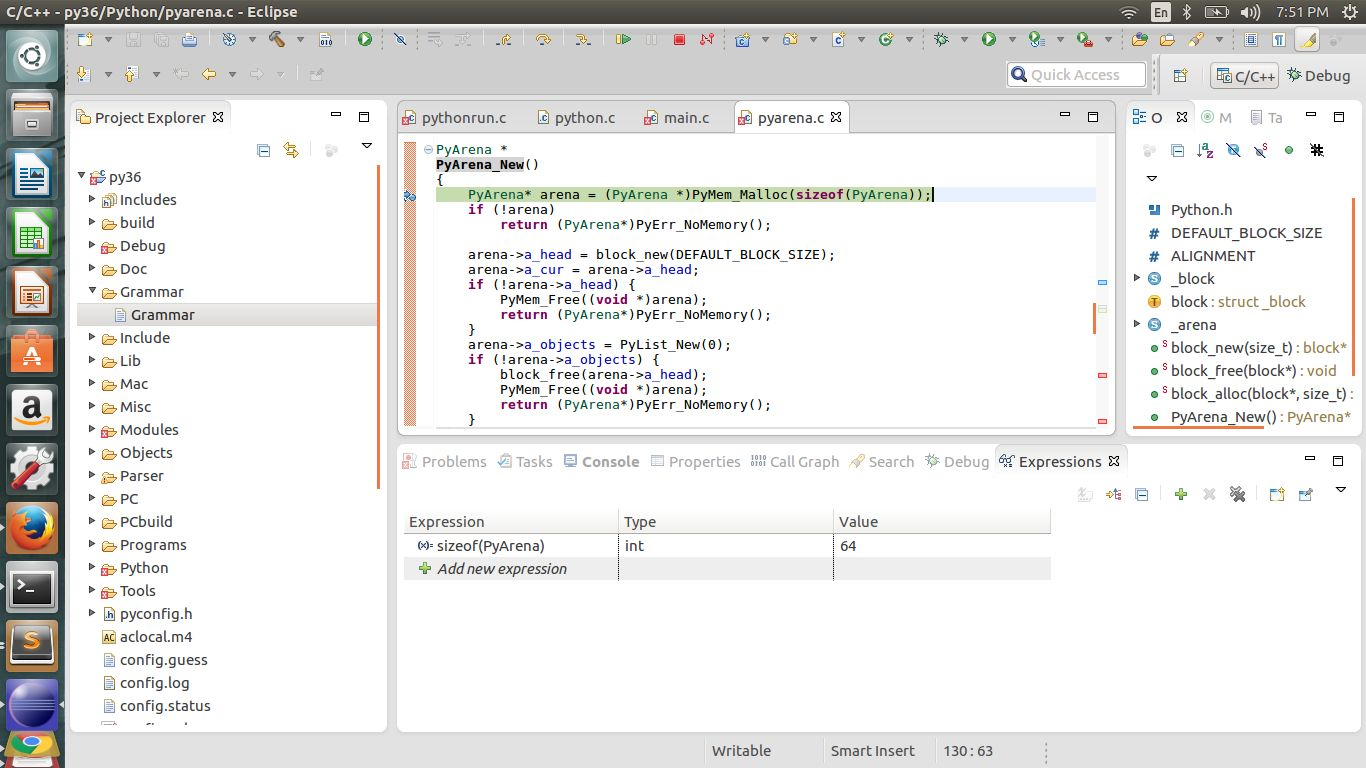 C/C++ - py36/Python/pyarena.c - Eclipse
En
7:51 PM
Quick Access
C/C++
Debug
Project Explorer
py36
Includes
build
Debug
Doc
Grammar
Grammar
Include
Lib
Mac
Misc
Modules
Objects
Parser
PC
PCbuild
Programs
Python
Tools
pyconfig.h
aclocal.m4
config.guess
config.log
config.status
pythonrun.c
python.c
main.c
pyarena.c
PyArena *
PyArena_New()
{
PyArena* arena = (PyArena *)PyMem_Malloc(sizeof(PyArena));
if (!arena)
return (PyArena*)PyErr_NoMemory();
arena->a_head = block_new(DEFAULT_BLOCK_SIZE);
arena->a_cur = arena->a_head;
if (!arena->a_head) {
PyMem_Free((void *)arena);
return (PyArena*)PyErr_NoMemory();
}
arena->a_objects = PyList_New(0);
if (!arena->a_objects) {
block_free(arena->a_head);
PyMem_Free((void *)arena);
return (PyArena*)PyErr_NoMemory();
}
O
M
Ta
Python.h
DEFAULT_BLOCK_SIZE
ALIGNMENT
_block
block : struct _block
_arena
block_new(size_t) : block*
block_free(block*) : void
block_alloc(block*, size_t) :
PyArena_New() : PyArena*
Problems
Tasks
Console
Properties
Call Graph
Search
Debug
Expressions
Expression Type Value
sizeof(PyArena) int 64
Add new expression
Writable
Smart Insert
130 : 63